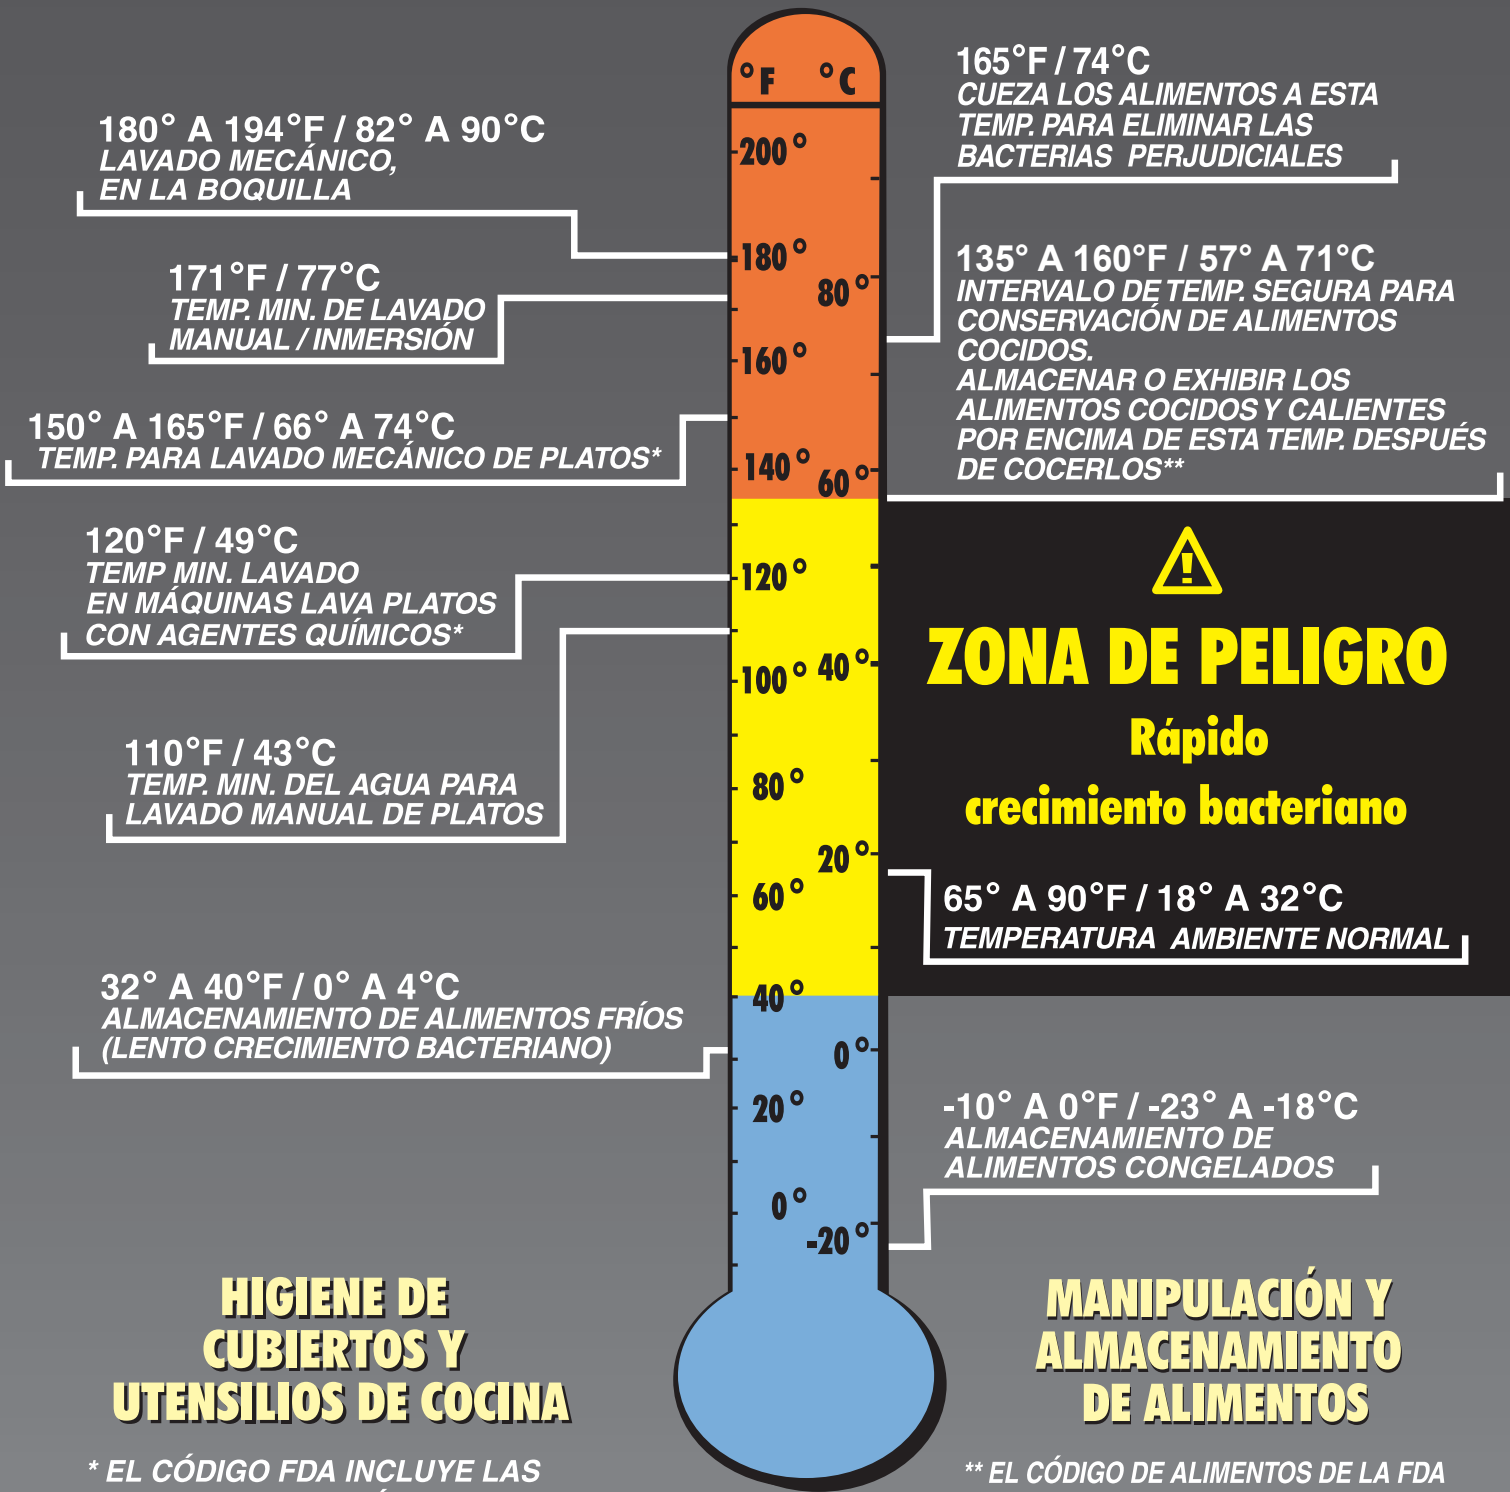 180° A 194°F / 82° A 90°C
LAVADO MECÁNICO,
EN LA BOQUILLA
171°F / 77°C
TEMP. MIN. DE LAVADO
MANUAL / INMERSIÓN
150° A 165°F / 66° A 74°C
TEMP. PARA LAVADO MECÁNICO DE PLATOS*
120°F / 49°C
TEMP MIN. LAVADO
EN MÁQUINAS LAVA PLATOS
CON AGENTES QUÍMICOS*
110°F / 43°C
TEMP. MIN. DEL AGUA PARA
LAVADO MANUAL DE PLATOS
32° A 40°F / 0° A 4°C
ALMACENAMIENTO DE ALIMENTOS FRÍOS
(LENTO CRECIMIENTO BACTERIANO)
HIGIENE DE
CUBIERTOS Y
UTENSILIOS DE COCINA
* EL CÓDIGO FDA INCLUYE LAS
°F °C
200°
180°
80°
160°
140° 60°
120°
100° 40°
80°
20°
60°
40°
0°
20°
0°
-20°
165°F / 74°C
CUEZA LOS ALIMENTOS A ESTA
TEMP. PARA ELIMINAR LAS
BACTERIAS PERJUDICIALES
135° A 160°F / 57° A 71°C
INTERVALO DE TEMP. SEGURA PARA
CONSERVACIÓN DE ALIMENTOS
COCIDOS.
ALMACENAR O EXHIBIR LOS
ALIMENTOS COCIDOS Y CALIENTES
POR ENCIMA DE ESTA TEMP. DESPUÉS
DE COCERLOS**
!
ZONA DE PELIGRO
Rápido
crecimiento bacteriano
65° A 90°F / 18° A 32°C
TEMPERATURA AMBIENTE NORMAL
-10° A 0°F / -23° A -18°C
ALMACENAMIENTO DE
ALIMENTOS CONGELADOS
MANIPULACIÓN Y
ALMACENAMIENTO
DE ALIMENTOS
** EL CÓDIGO DE ALIMENTOS DE LA FDA